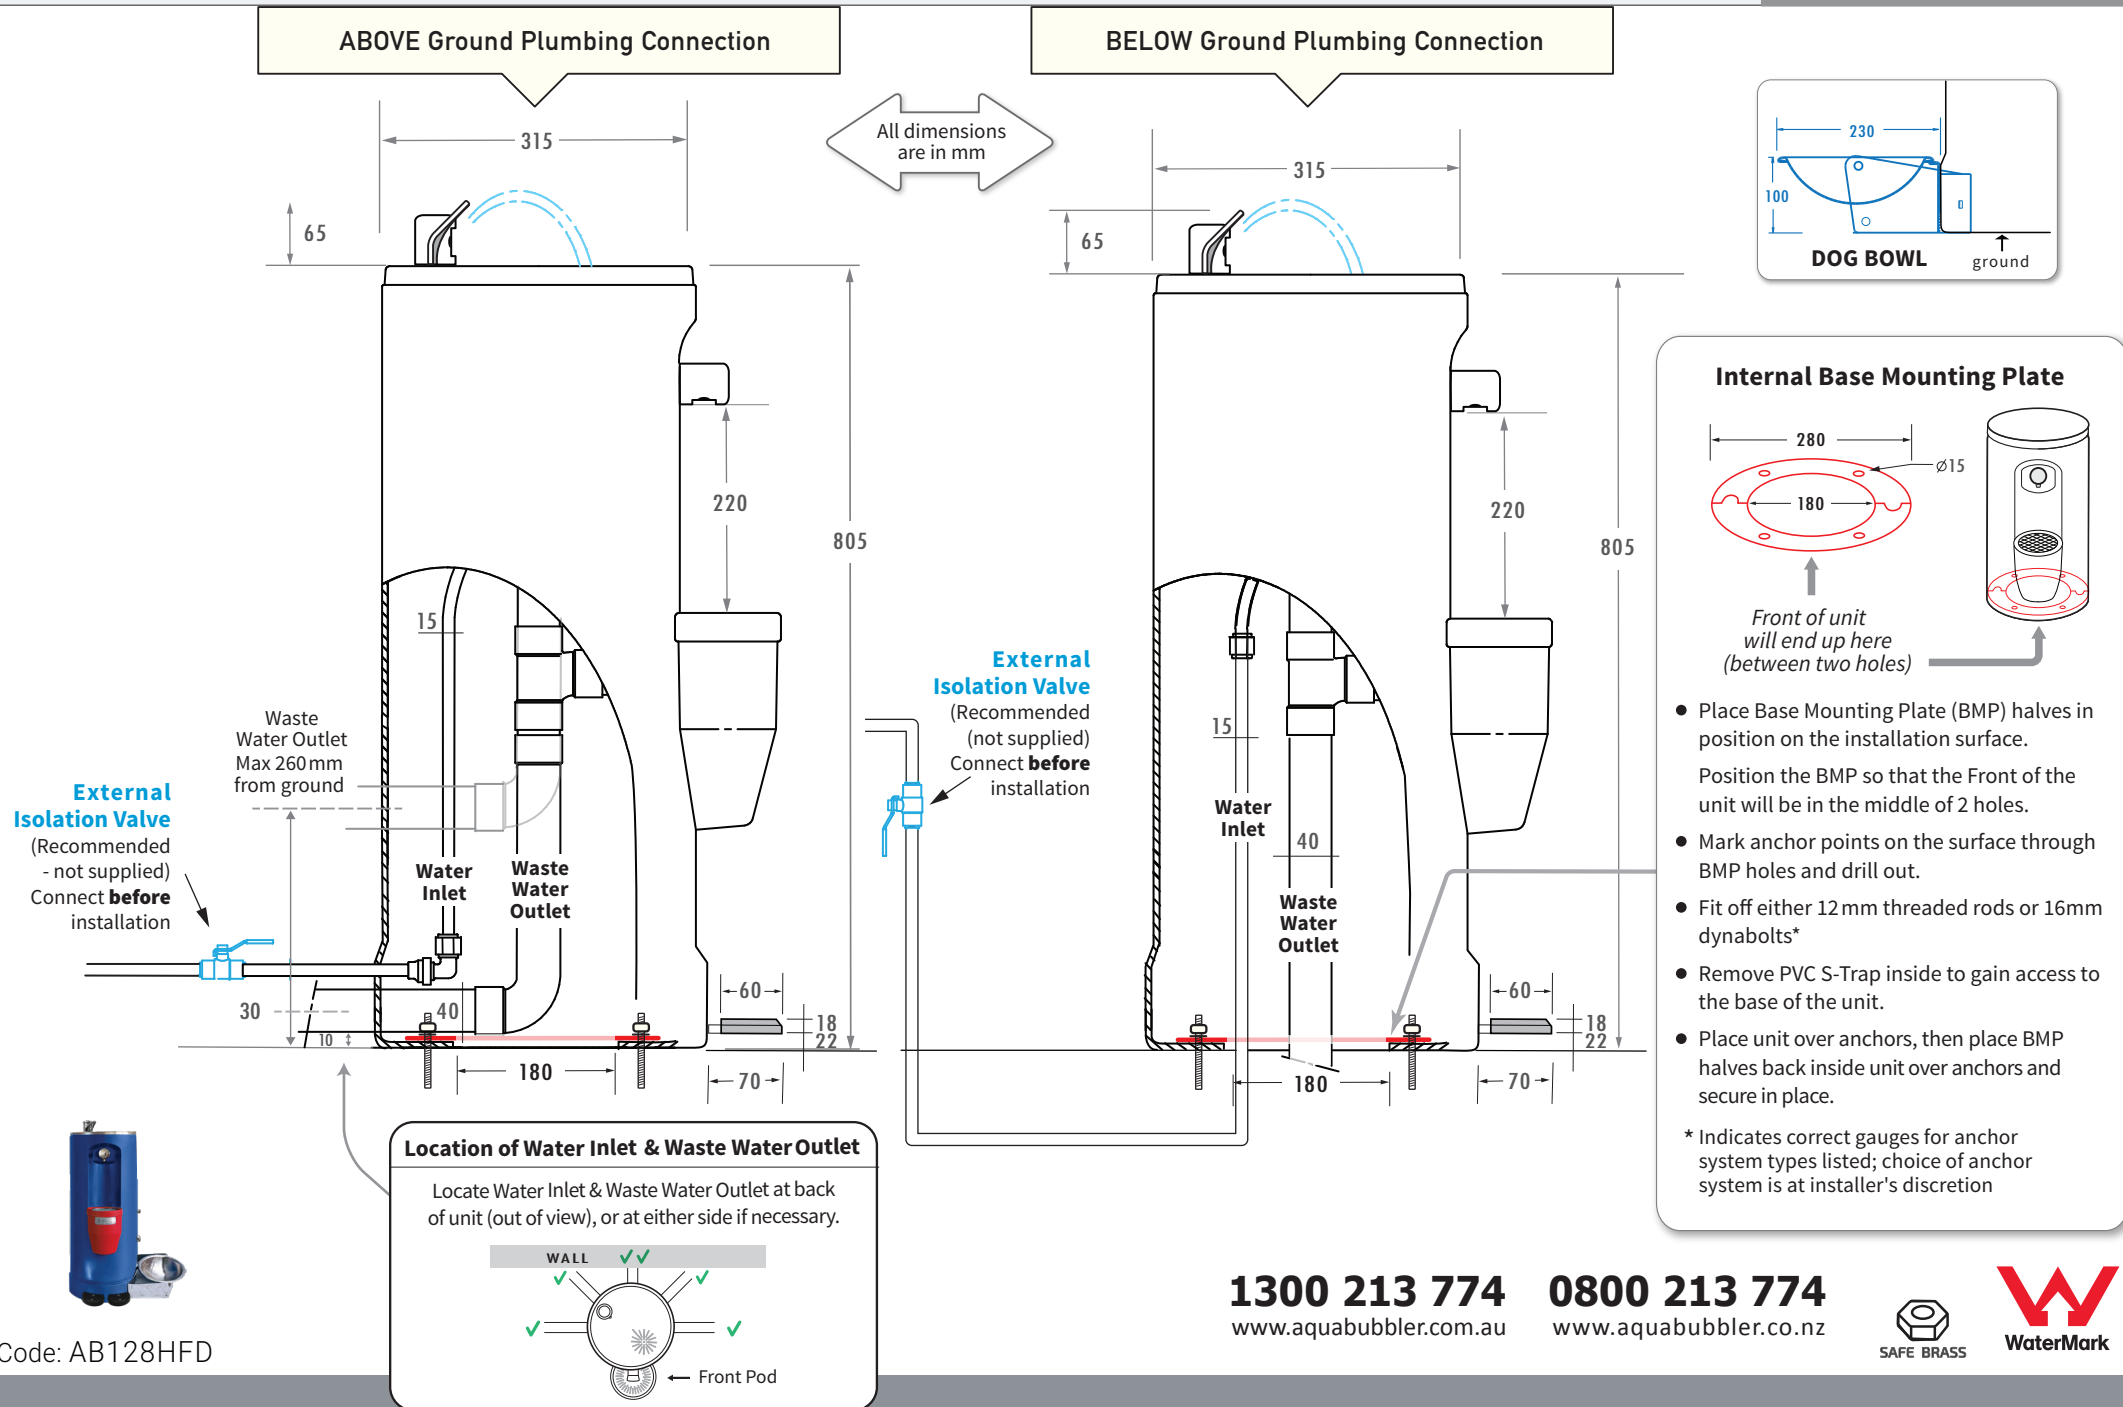 ABOVE Ground Plumbing Connection
BELOW Ground Plumbing Connection
All dimensions
are in mm
315
65
220
805
15
Waste
Water Outlet
Max 260mm
from ground
External
Isolation Valve
(Recommended
- not supplied)
Connect before
installation
Water
Inlet
Waste
Water
Outlet
30
10
40
180
60
18
22
70
315
65
220
805
External
Isolation Valve
(Recommended
(not supplied)
Connect before
installation
15
Water
Inlet
40
Waste
Water
Outlet
180
60
18
22
70
230
100
DOG BOWL
ground
Internal Base Mounting Plate
280
Ø15
180
Front of unit
will end up here
(between two holes)
● Place Base Mounting Plate (BMP) halves in
position on the installation surface.
Position the BMP so that the Front of the
unit will be in the middle of 2 holes.
● Mark anchor points on the surface through
BMP holes and drill out.
● Fit off either 12mm threaded rods or 16mm
dynabolts*
● Remove PVC S-Trap inside to gain access to
the base of the unit.
● Place unit over anchors, then place BMP
halves back inside unit over anchors and
secure in place.
* Indicates correct gauges for anchor
system types listed; choice of anchor
system is at installer's discretion
Location of Water Inlet & Waste Water Outlet
Locate Water Inlet & Waste Water Outlet at back
of unit (out of view), or at either side if necessary.
WALL
Front Pod
Code: AB128HFD
1300 213 774
www.aquabubbler.com.au
0800 213 774
www.aquabubbler.co.nz
SAFE BRASS
WaterMark